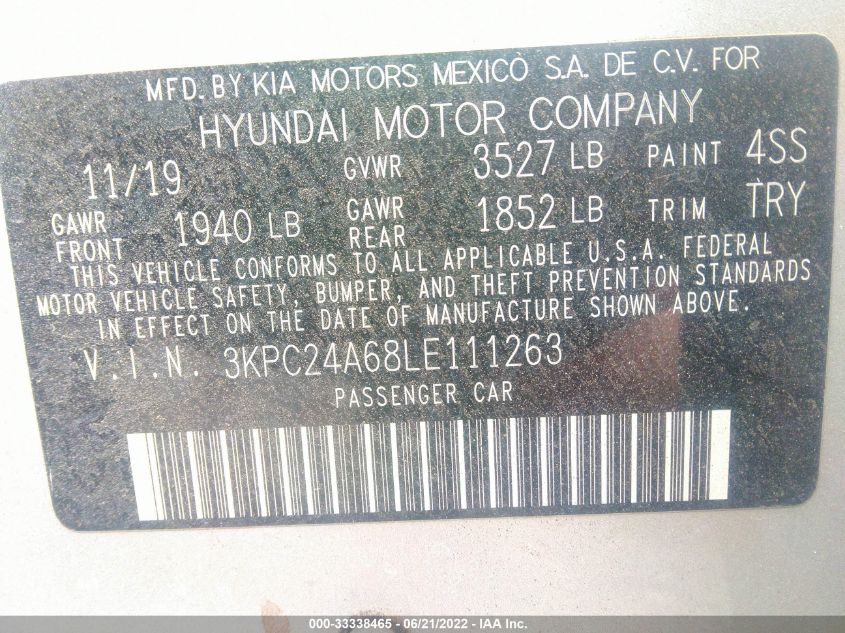 MFD. BY KIA MOTORS MEXICO S.A. DE C.V. FOR
HYUNDAI MOTOR COMPANY
11/19 GVWR 3527 LB PAINT 4SS
GAWR FRONT 1940 LB GAWR REAR 1852 LB TRIM TRY
THIS VEHICLE CONFORMS TO ALL APPLICABLE U.S.A. FEDERAL
MOTOR VEHICLE SAFETY, BUMPER, AND THEFT PREVENTION STANDARDS
IN EFFECT ON THE DATE OF MANUFACTURE SHOWN ABOVE.
V.I.N. 3KPC24A68LE111263
PASSENGER CAR
000-33338465 - 06/21/2022 - IAA Inc.